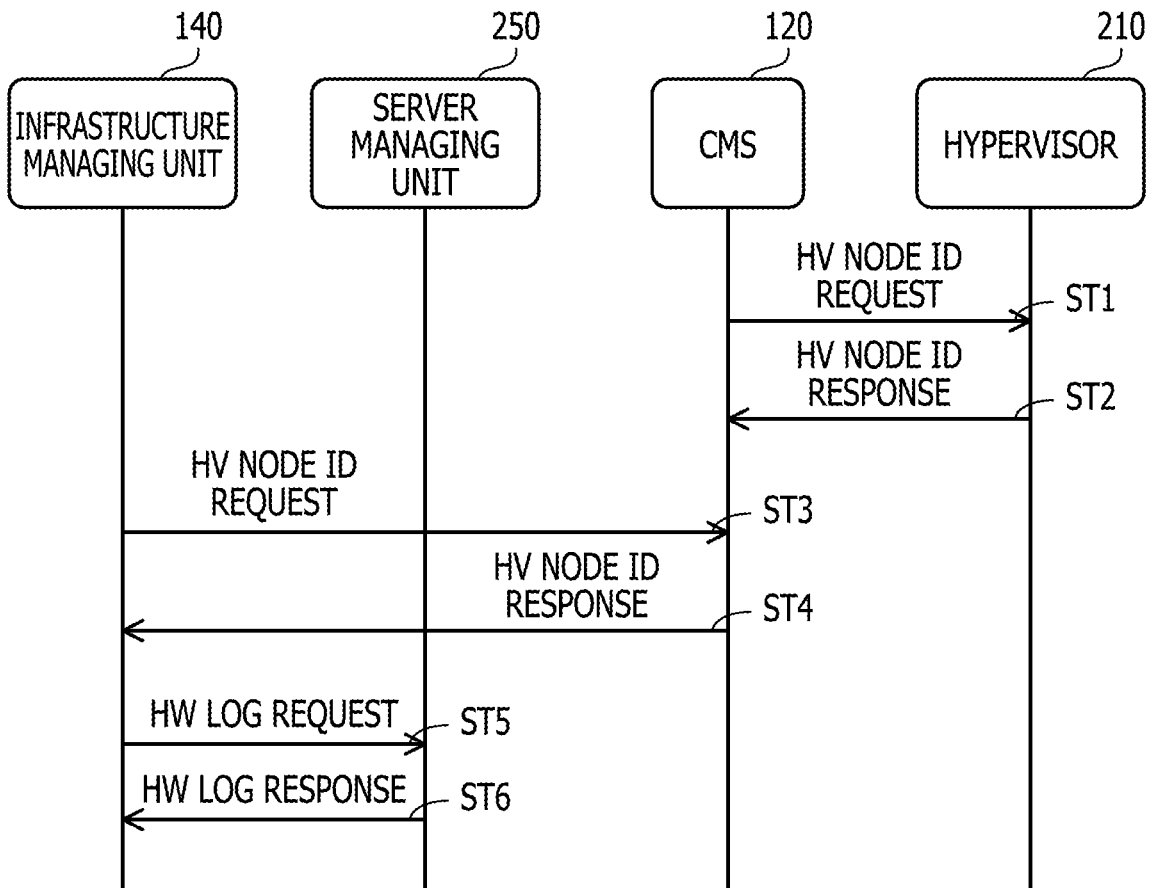 140
250
120
210
INFRASTRUCTURE
MANAGING UNIT
SERVER
MANAGING
UNIT
CMS
HYPERVISOR
HV NODE ID
REQUEST
ST1
HV NODE ID
RESPONSE
ST2
HV NODE ID
REQUEST
ST3
HV NODE ID
RESPONSE
ST4
HW LOG REQUEST
ST5
HW LOG RESPONSE
ST6